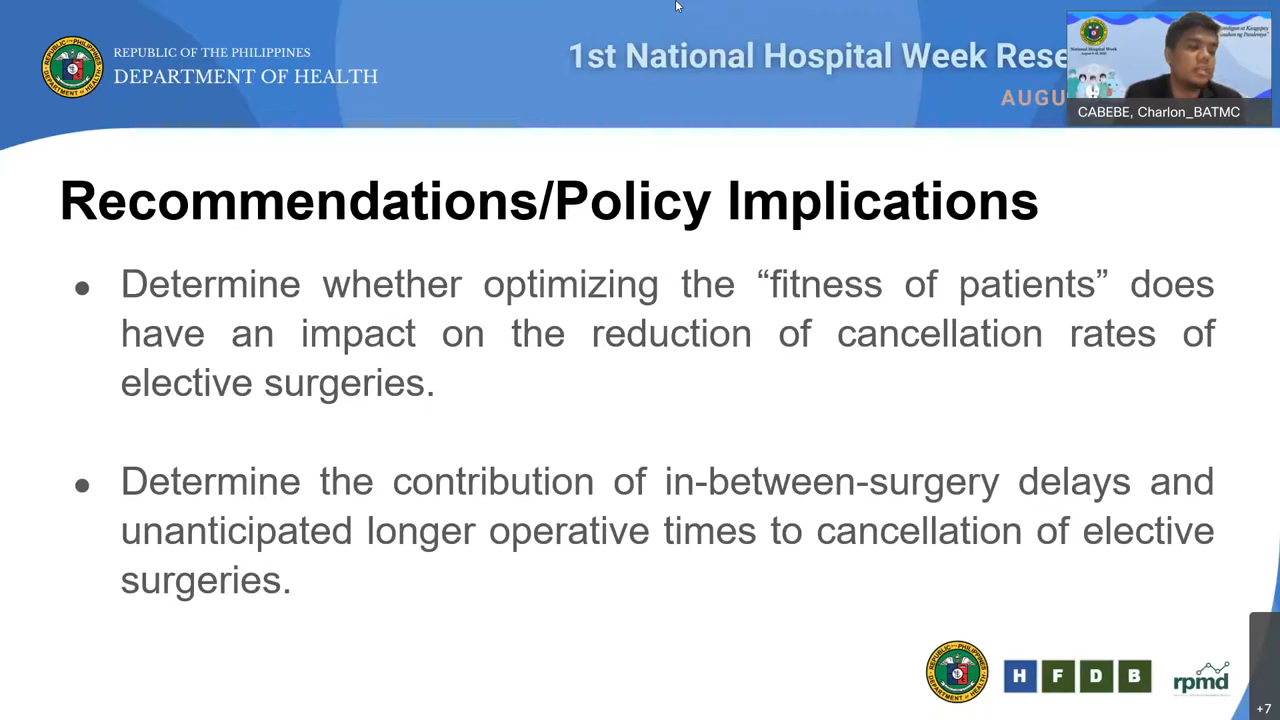 REPUBLIC OF THE PHILIPPINES
DEPARTMENT OF HEALTH
1st National Hospital Week Rese
AUGU
National Hospital Week
CABEBE, Charlon_BATMC
Recommendations/Policy Implications
● Determine whether optimizing the “fitness of patients” does
have an impact on the reduction of cancellation rates of
elective surgeries.
● Determine the contribution of in-between-surgery delays and
unanticipated longer operative times to cancellation of elective
surgeries.
H F D B
rpmd
+7